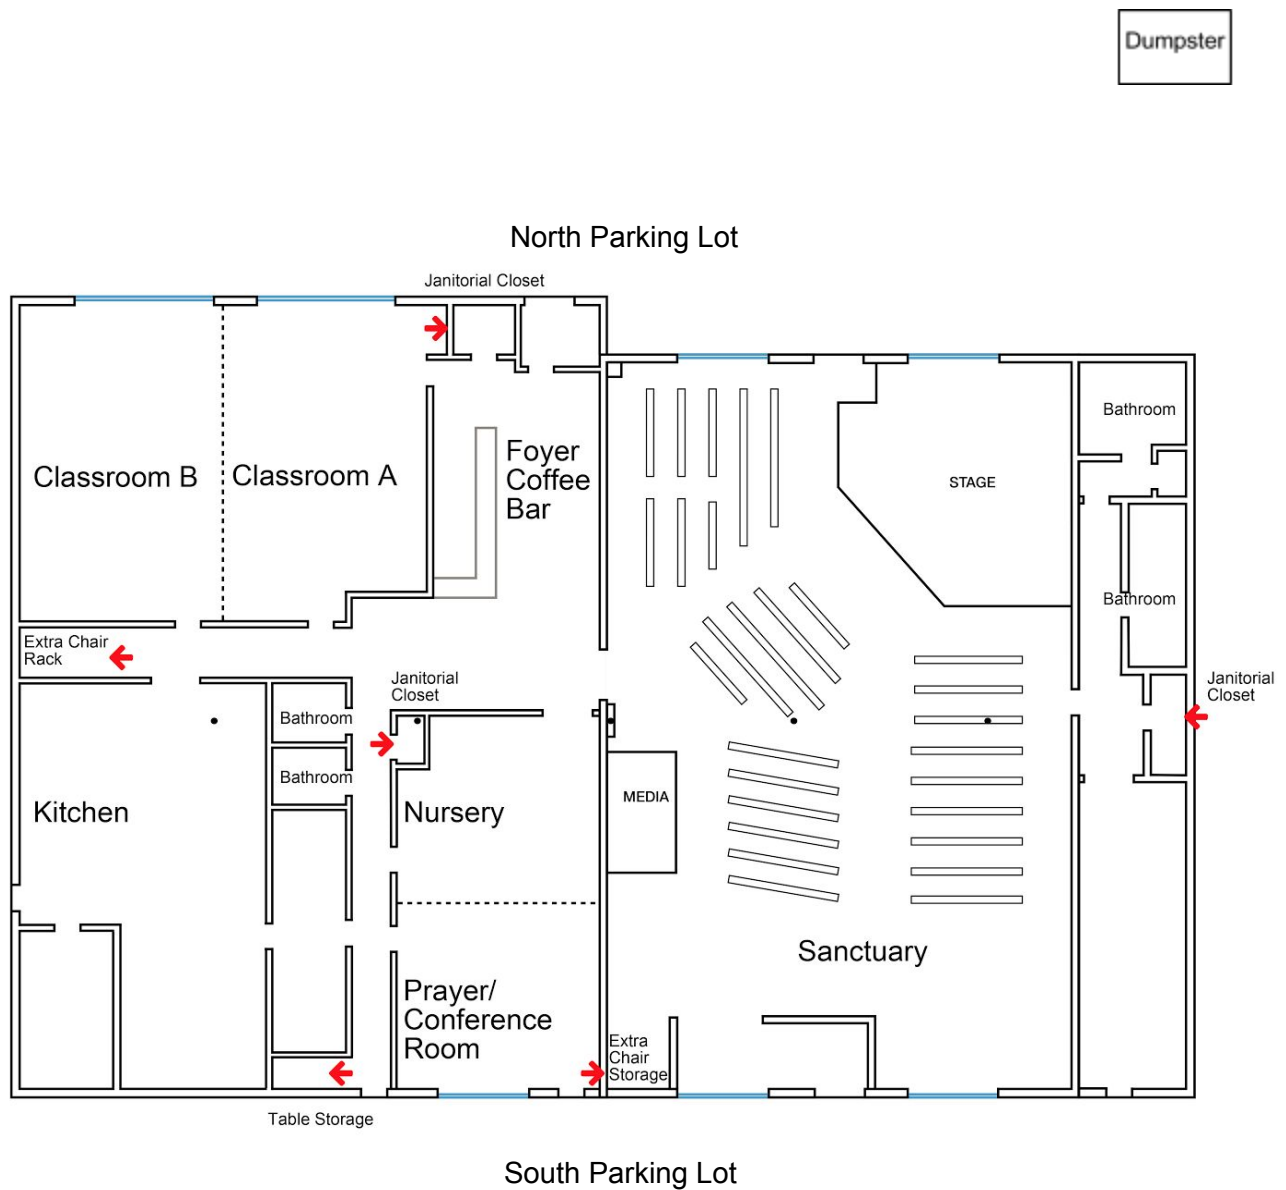 Dumpster
North Parking Lot
Janitorial Closet
Bathroom
Classroom B
Classroom A
Foyer
Coffee
Bar
STAGE
Bathroom
Extra Chair
Rack
Janitorial
Closet
Janitorial
Closet
Bathroom
Bathroom
Kitchen
Nursery
MEDIA
Sanctuary
Prayer/
Conference
Room
Extra
Chair
Storage
Table Storage
South Parking Lot